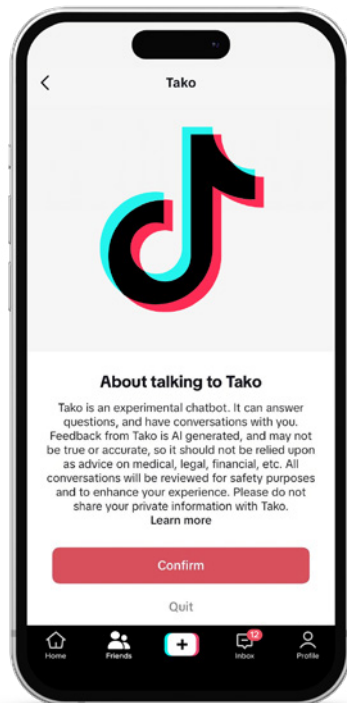 Tako
About talking to Tako
Tako is an experimental chatbot. It can answer
questions, and have conversations with you.
Feedback from Tako is AI generated, and may not
be true or accurate, so it should not be relied upon
as advice on medical, legal, financial, etc. All
conversations will be reviewed for safety purposes
and to enhance your experience. Please do not
share your private information with Tako.
Learn more
Confirm
Quit
12
Home
Friends
Inbox
Profile